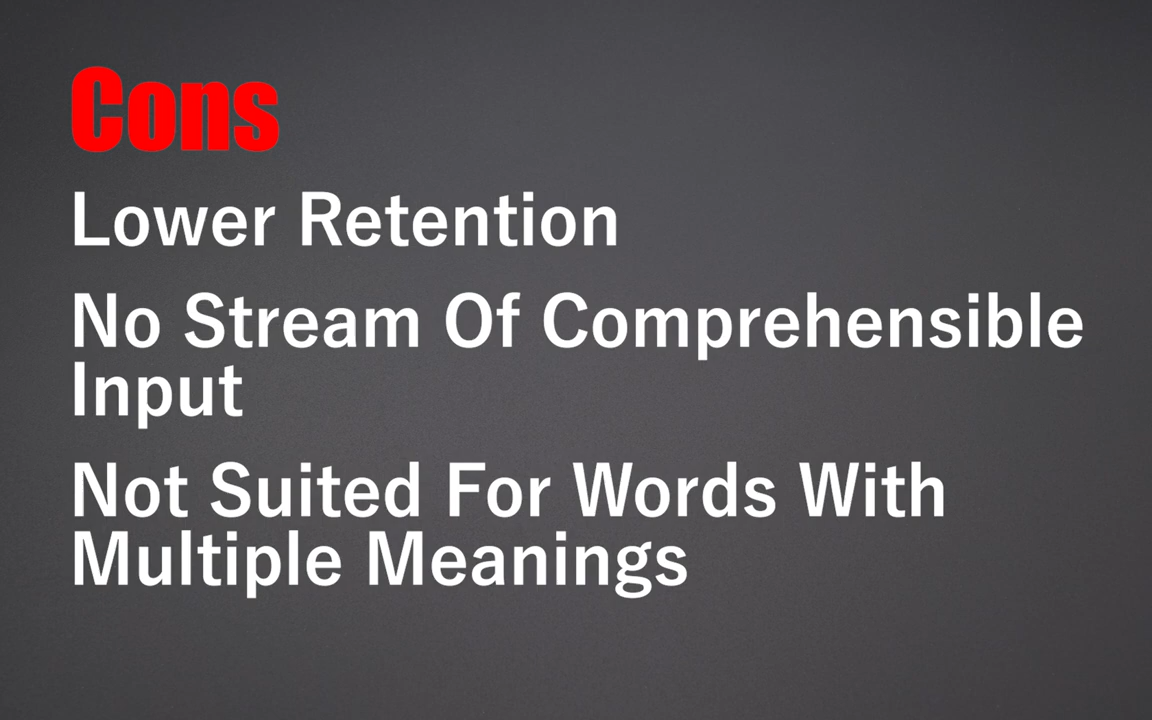 Cons
Lower Retention
No Stream Of Comprehensible
Input
Not Suited For Words With
Multiple Meanings